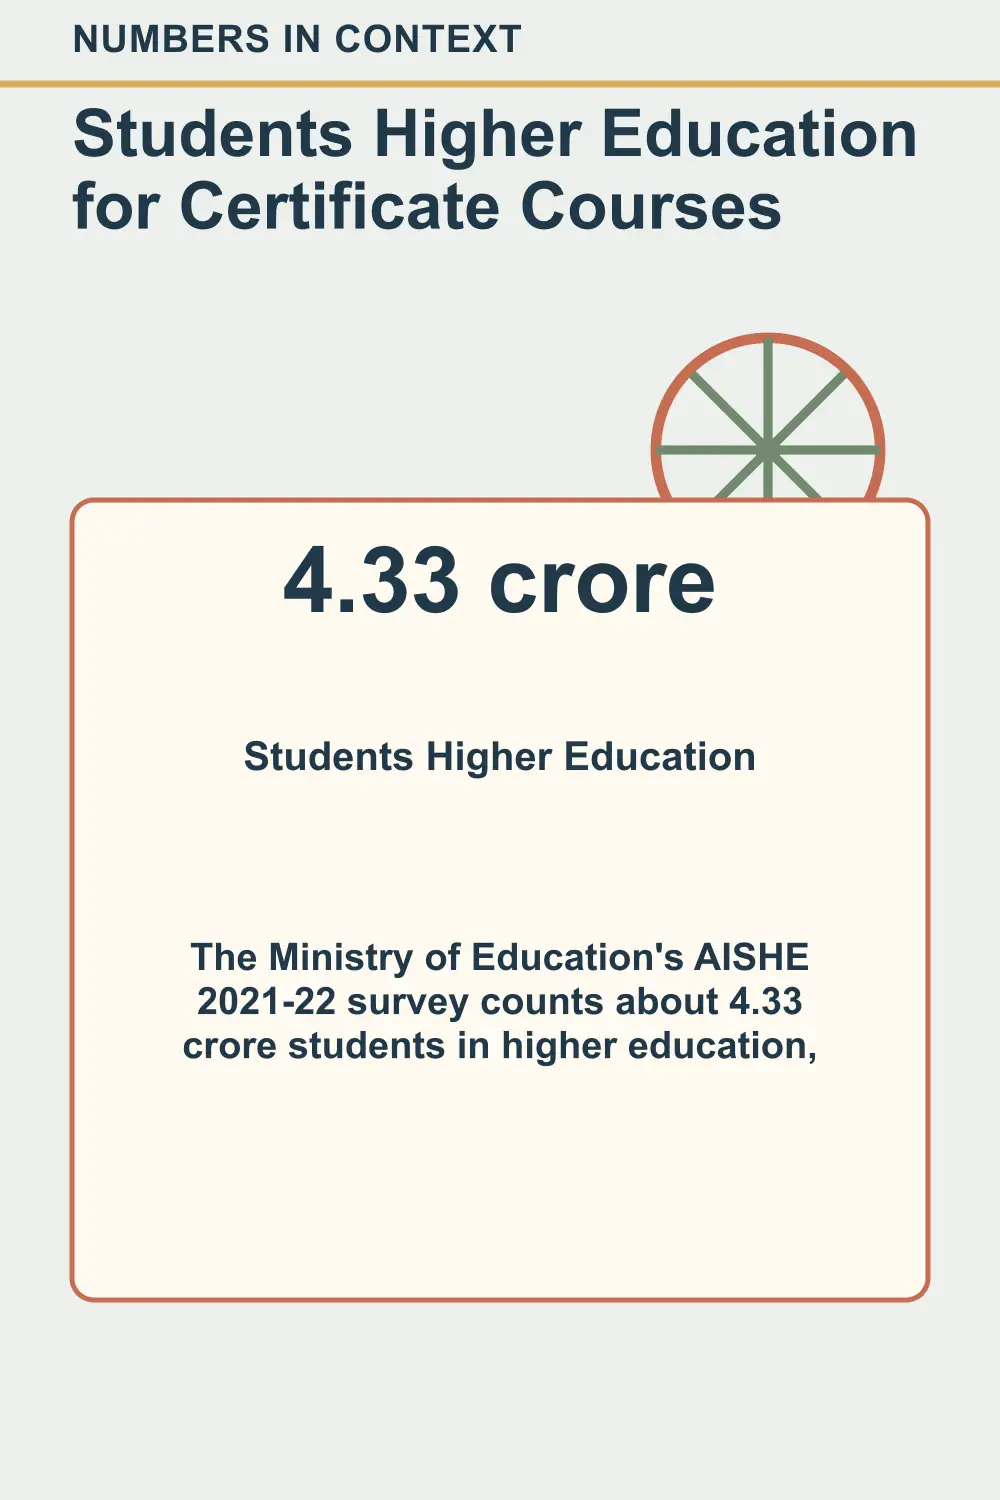 NUMBERS IN CONTEXT
Students Higher Education
for Certificate Courses
4.33 crore
Students Higher Education
The Ministry of Education's AISHE
2021-22 survey counts about 4.33
crore students in higher education,